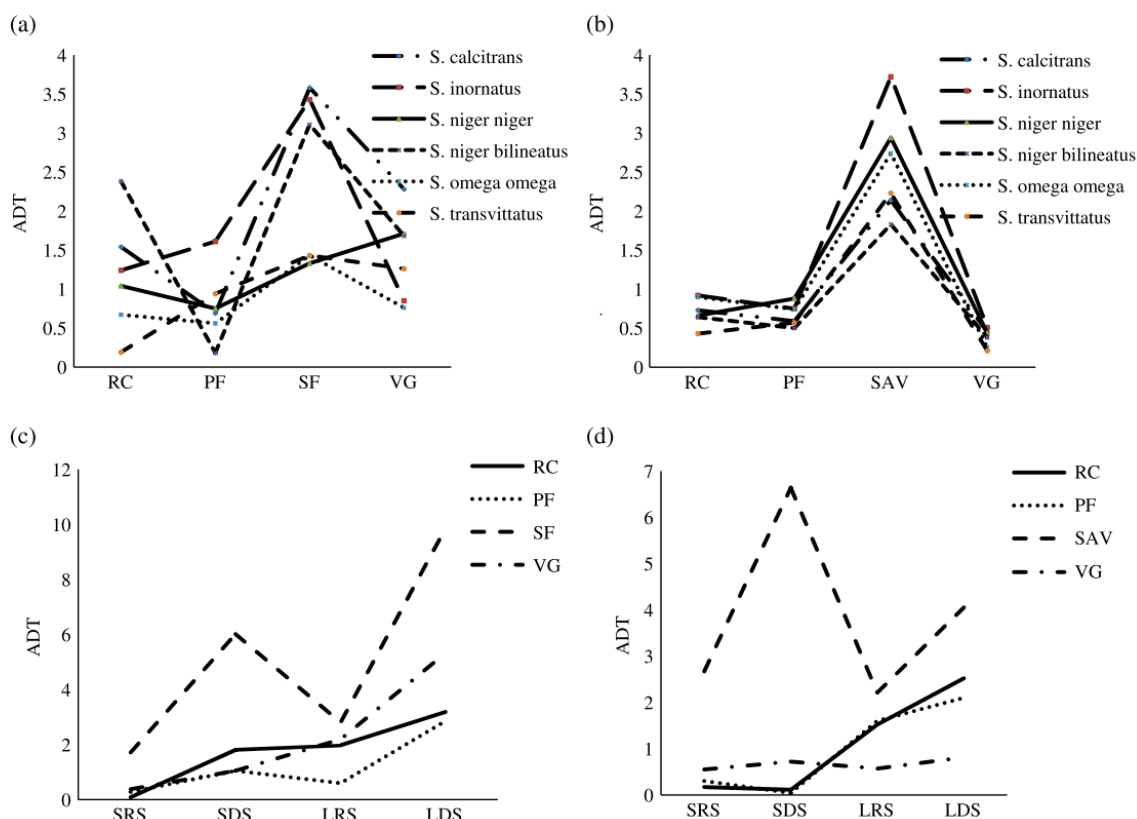 (a)
4
3.5
3
2.5
2
1.5
1
0.5
0
ADT
RC PF SF VG
S. calcitrans
S. inornatus
S. niger niger
S. niger bilineatus
S. omega omega
S. transvittatus
(b)
4
3.5
3
2.5
2
1.5
1
0.5
0
ADT
RC PF SAV VG
S. calcitrans
S. inornatus
S. niger niger
S. niger bilineatus
S. omega omega
S. transvittatus
(c)
12
10
8
6
4
2
0
ADT
SRS SDS LRS LDS
RC
PF
SF
VG
(d)
7
6
5
4
3
2
1
0
ADT
SRS SDS LRS LDS
RC
PF
SAV
VG